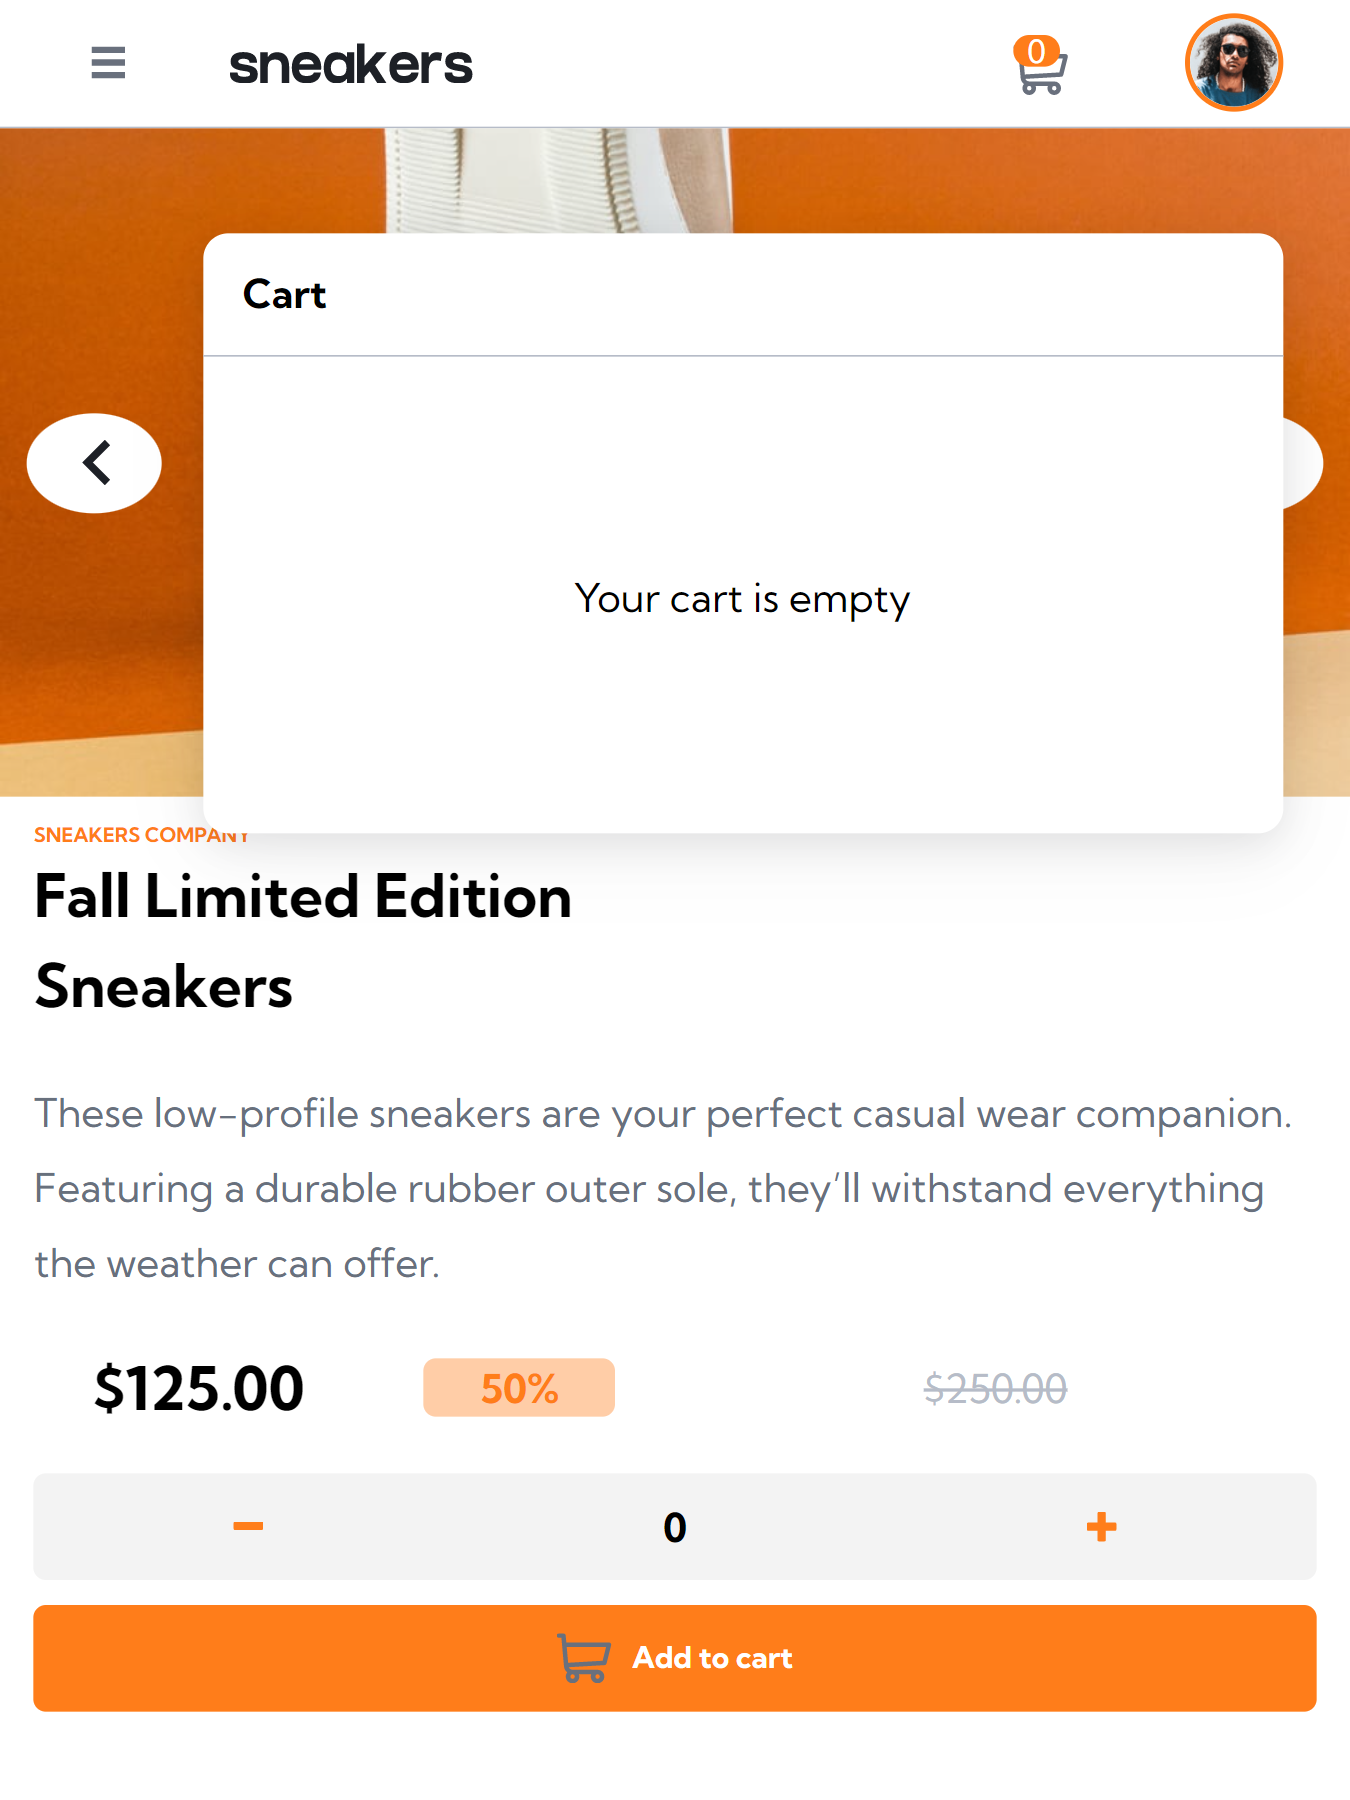 sneakers
0
Cart
Your cart is empty
SNEAKERS COMPANY
Fall Limited Edition
Sneakers
These low-profile sneakers are your perfect casual wear companion.
Featuring a durable rubber outer sole, they’ll withstand everything
the weather can offer.
$125.00 50% $250.00
0
Add to cart